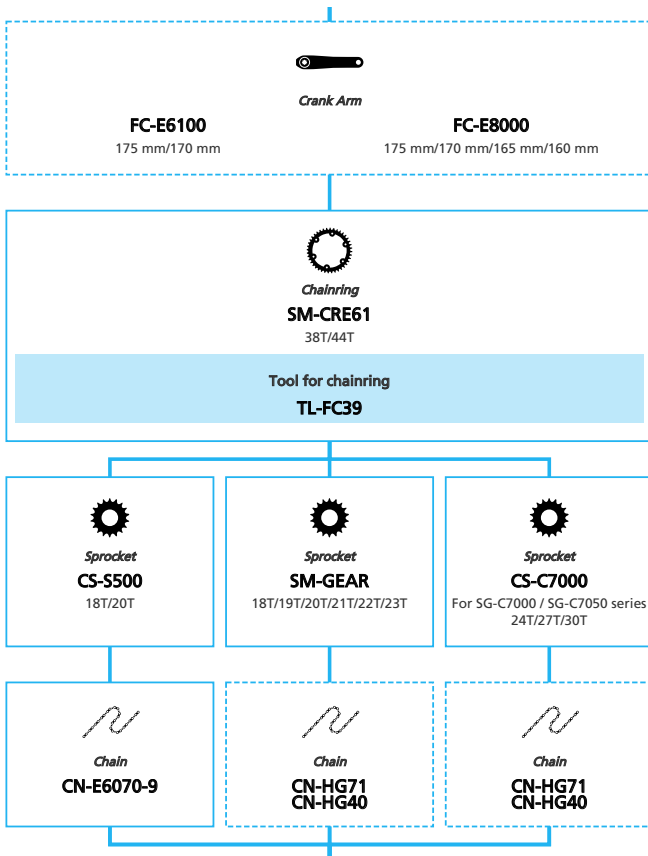 Crank Arm
FC-E6100
175 mm/170 mm
FC-E8000
175 mm/170 mm/165 mm/160 mm
Chainring
SM-CRE61
38T/44T
Tool for chainring
TL-FC39
Sprocket
CS-S500
18T/20T
Sprocket
SM-GEAR
18T/19T/20T/21T/22T/23T
Sprocket
CS-C7000
For SG-C7000 / SG-C7050 series
24T/27T/30T
Chain
CN-E6070-9
Chain
CN-HG71
CN-HG40
Chain
CN-HG71
CN-HG40